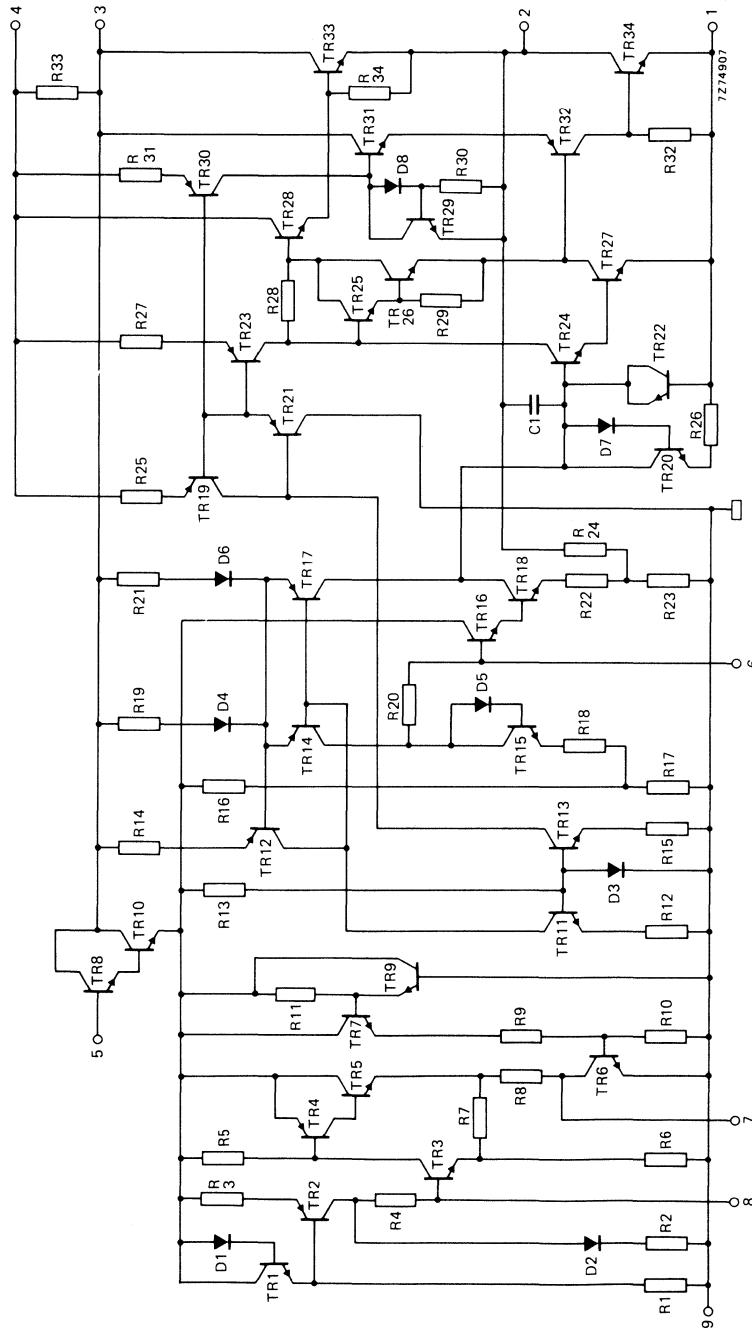 4
3
2
1
R33
TR33
R 34
TR34
7Z74907
R 31
TR30
TR31
D8
R30
TR29
TR32
R32
TR28
R28
TR25
TR 26
R29
TR27
R27
TR23
TR24
TR22
TR21
C1
D7
TR20
R26
R25
TR19
R21
D6
TR17
TR18
R 24
R22
R23
TR16
6
R19
D4
TR14
R20
D5
TR15
R18
R16
R17
R14
TR12
TR13
R15
R13
D3
TR11
R12
TR8
TR10
5
R11
TR9
TR7
R9
R10
TR4
TR5
R8
TR6
7
R5
R7
TR3
R6
R 3
TR2
R4
8
D1
TR1
D2
R2
R1
9